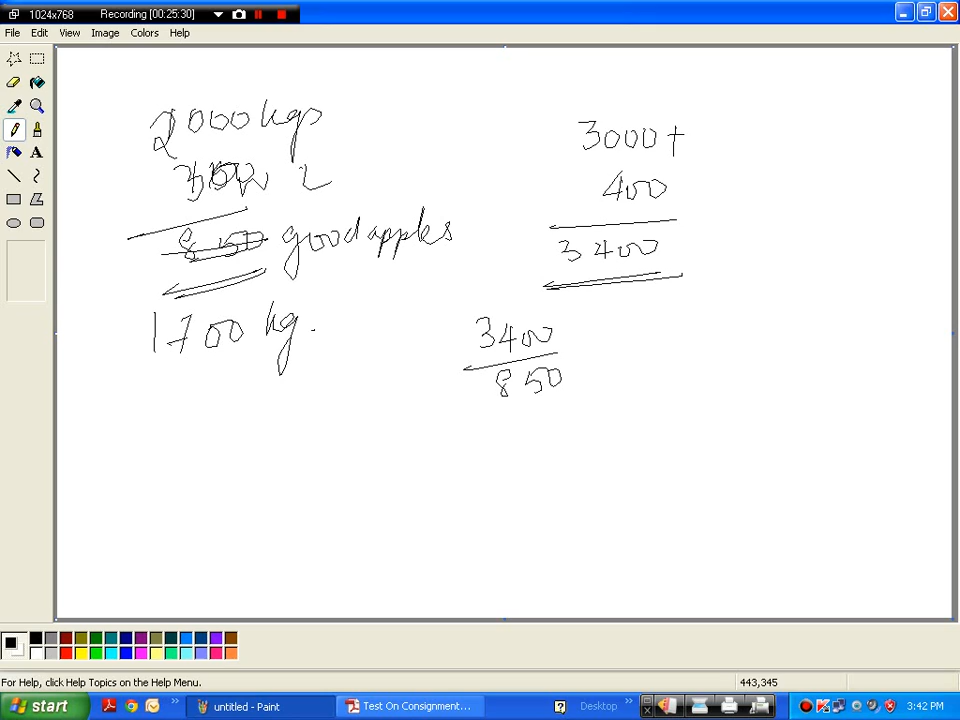 1024x768 Recording [00:25:30]
File Edit View Image Colors Help
2000 kgs
300 L
850 good apples
1700 kg.
3000 +
400
3400
3400
850
For Help, click Help Topics on the Help Menu.
443,345
start
untitled - Paint
Test On Consignment...
Desktop
3:42 PM